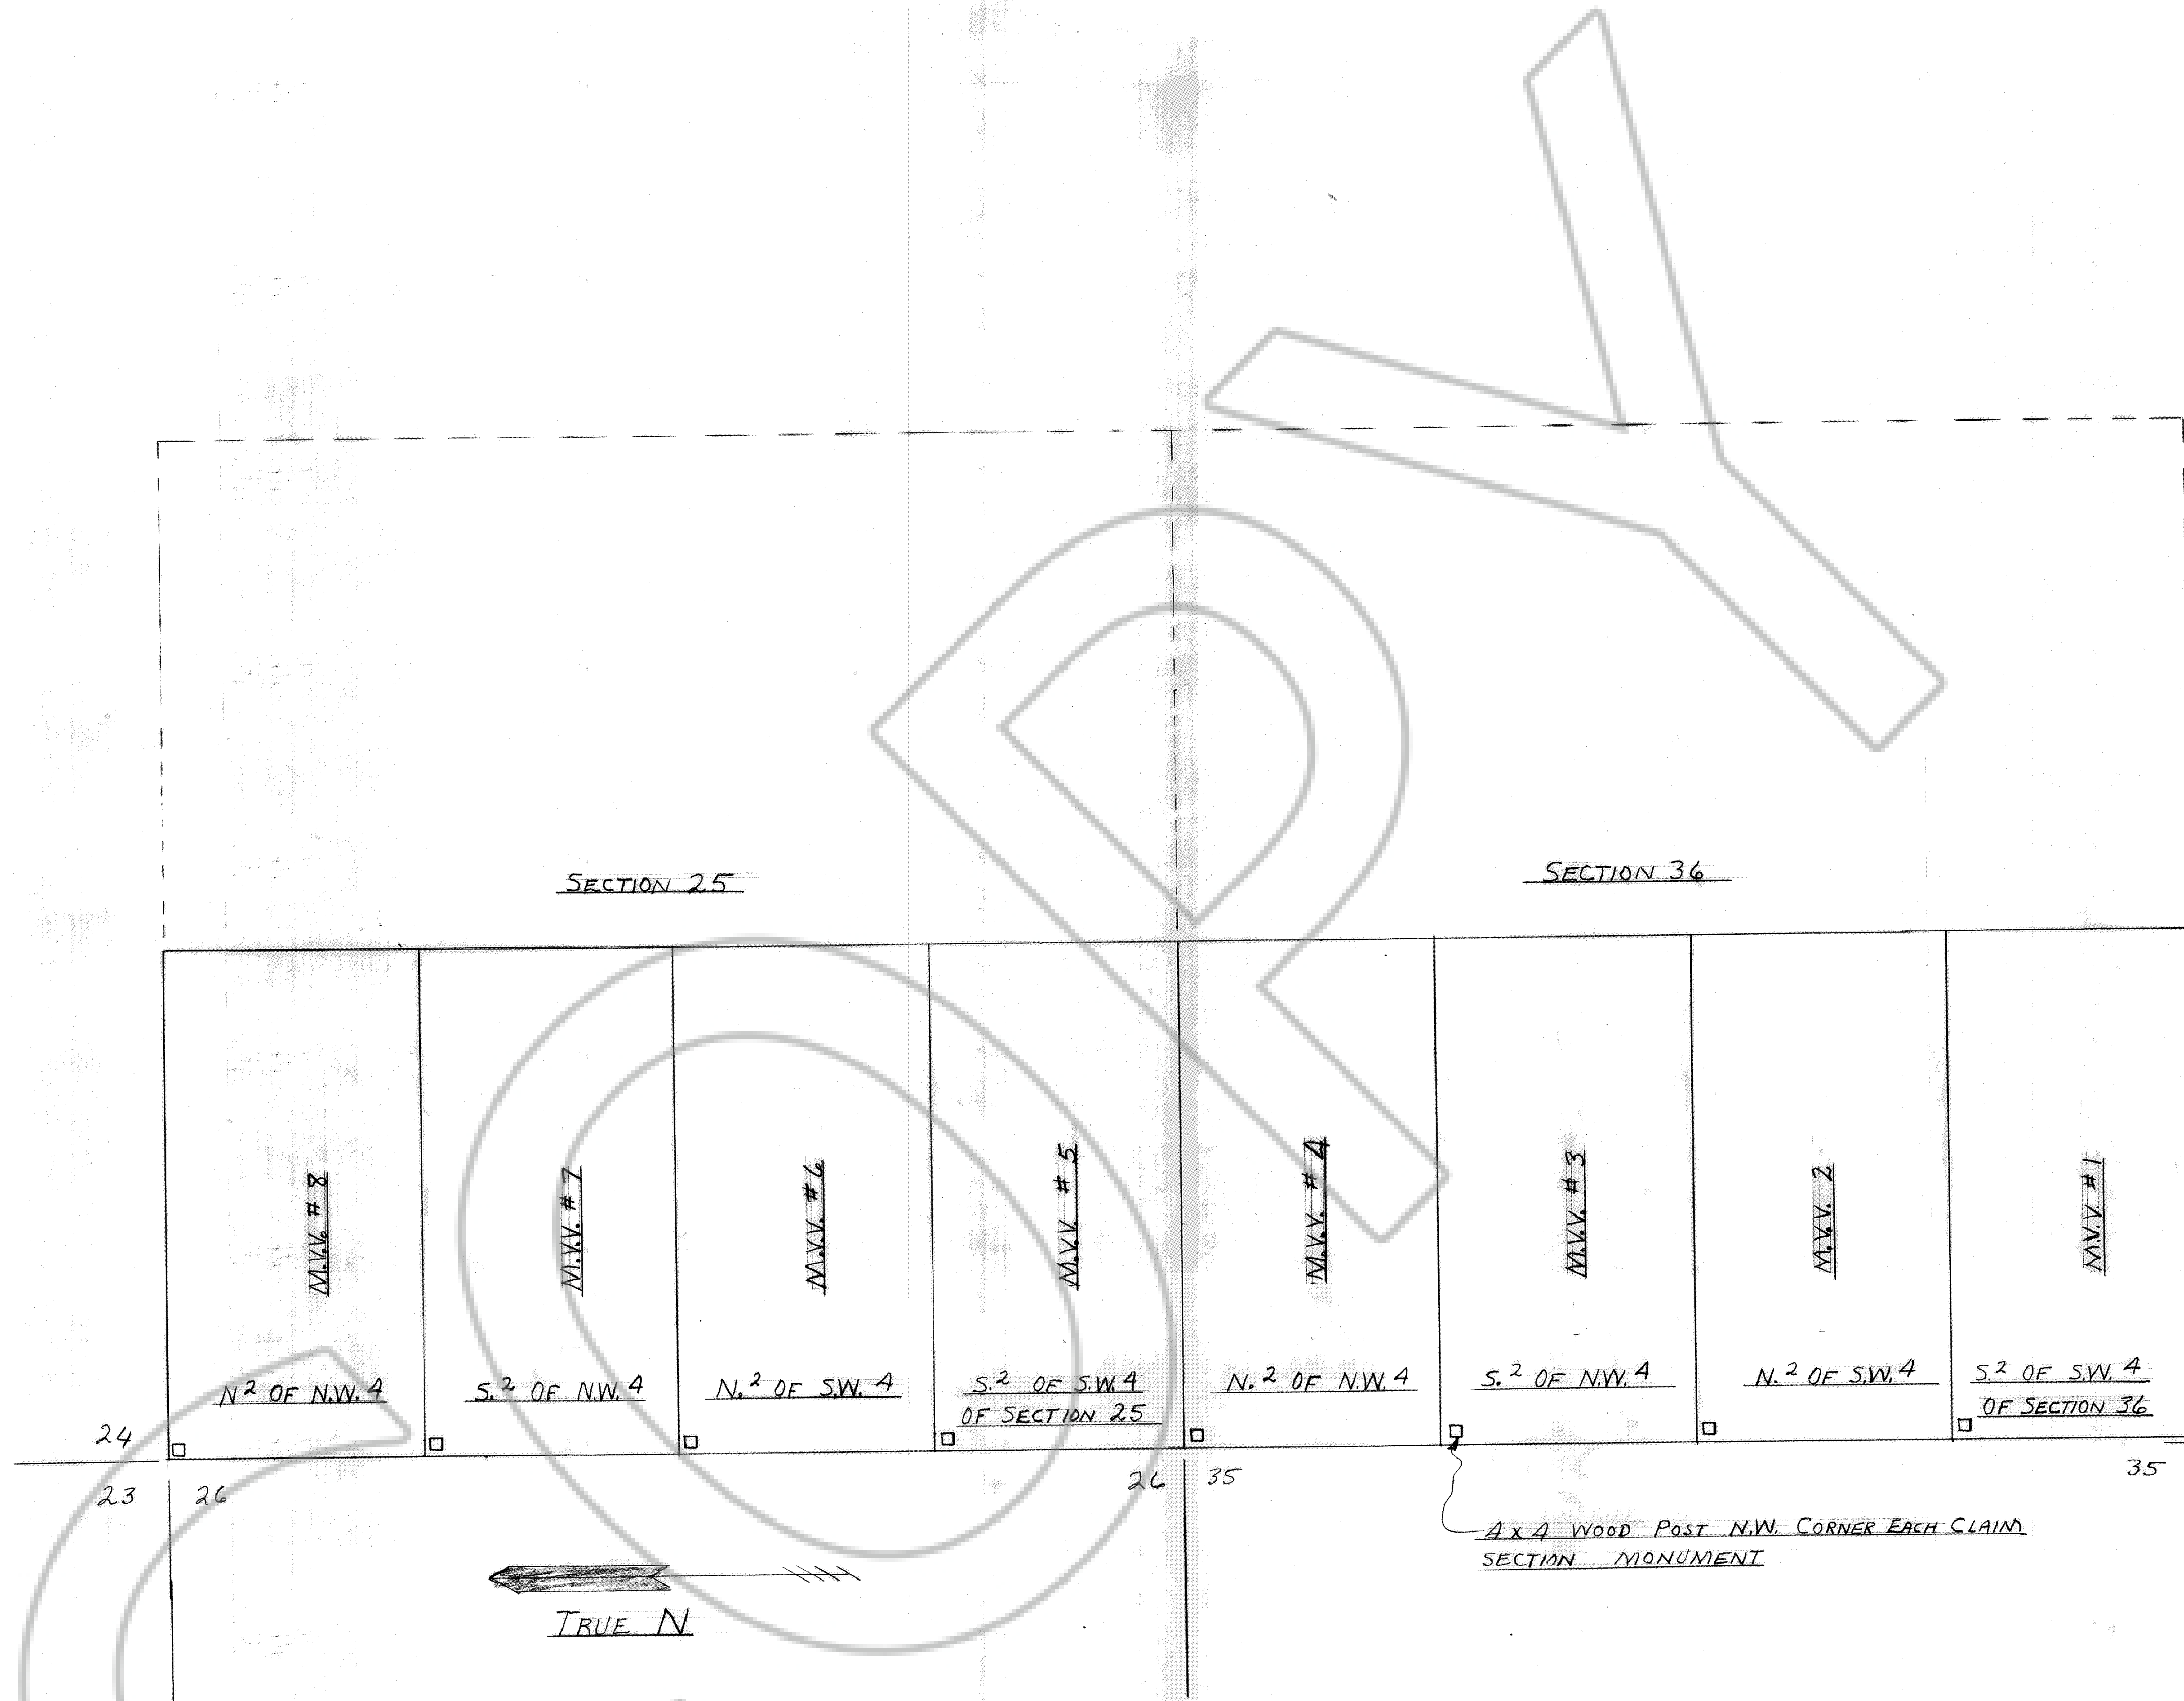 COPY
SECTION 25
SECTION 36
M.V.V. # 8
M.V.V. # 7
M.V.V. # 6
M.V.V. # 5
M.V.V. # 4
M.V.V. # 3
M.V.V. 2
M.V.V. #1
N 2 OF N.W. 4
S. 2 OF N.W. 4
N. 2 OF S.W. 4
S. 2 OF S.W. 4
OF SECTION 25
N. 2 OF N.W. 4
S. 2 OF N.W. 4
N. 2 OF S.W. 4
S. 2 OF S.W. 4
OF SECTION 36
24
23
26
26
35
35
4 x 4 WOOD POST N.W. CORNER EACH CLAIM
SECTION MONUMENT
TRUE N